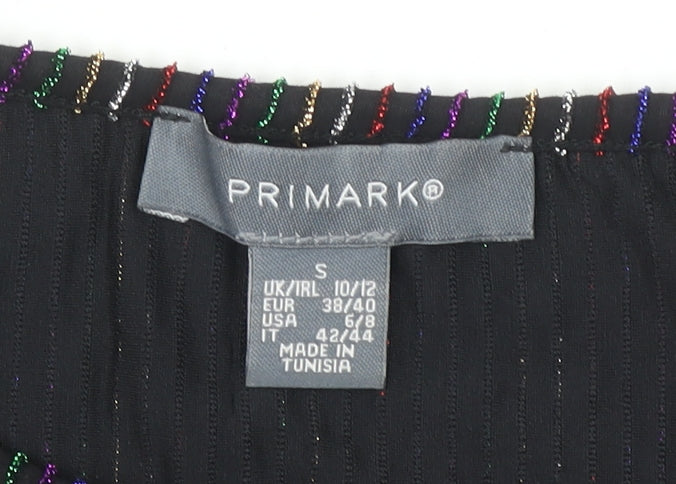 PRIMARK®
S
UK/IRL 10/12
EUR 38/40
USA 6/8
IT 42/44
MADE IN
TUNISIA